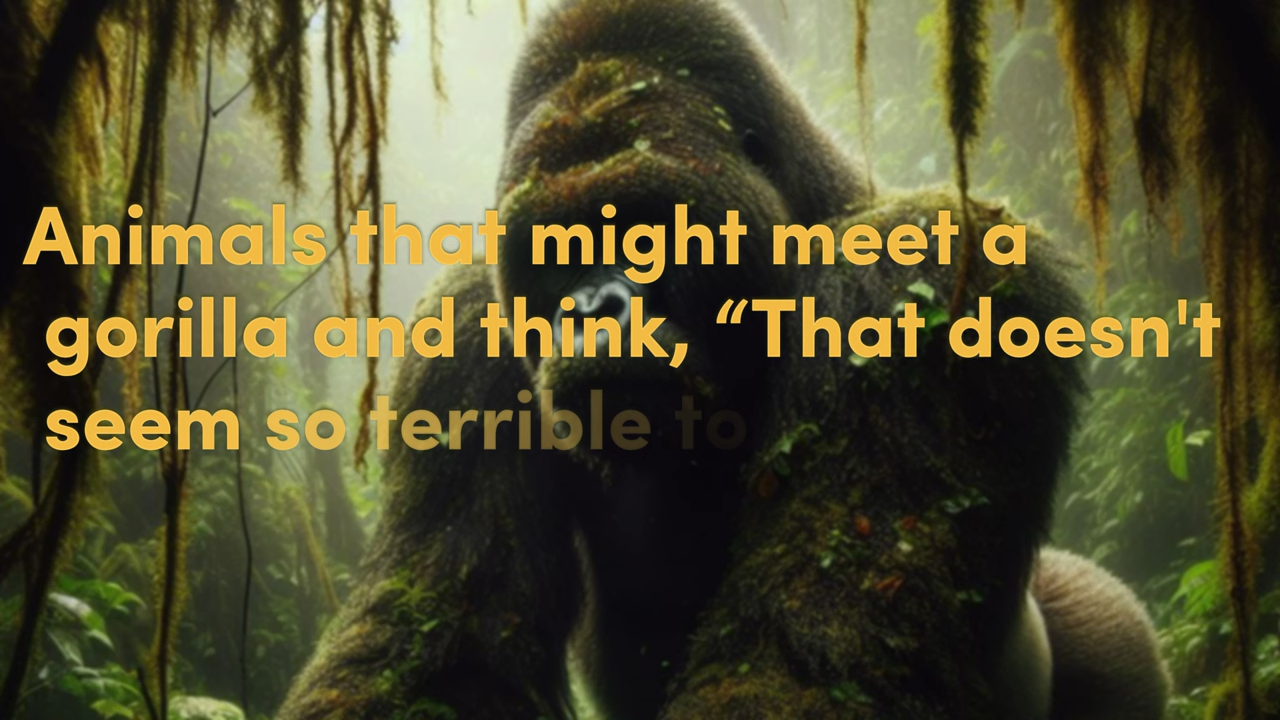 Animals that might meet a
gorilla and think, “That doesn't
seem so terrible to